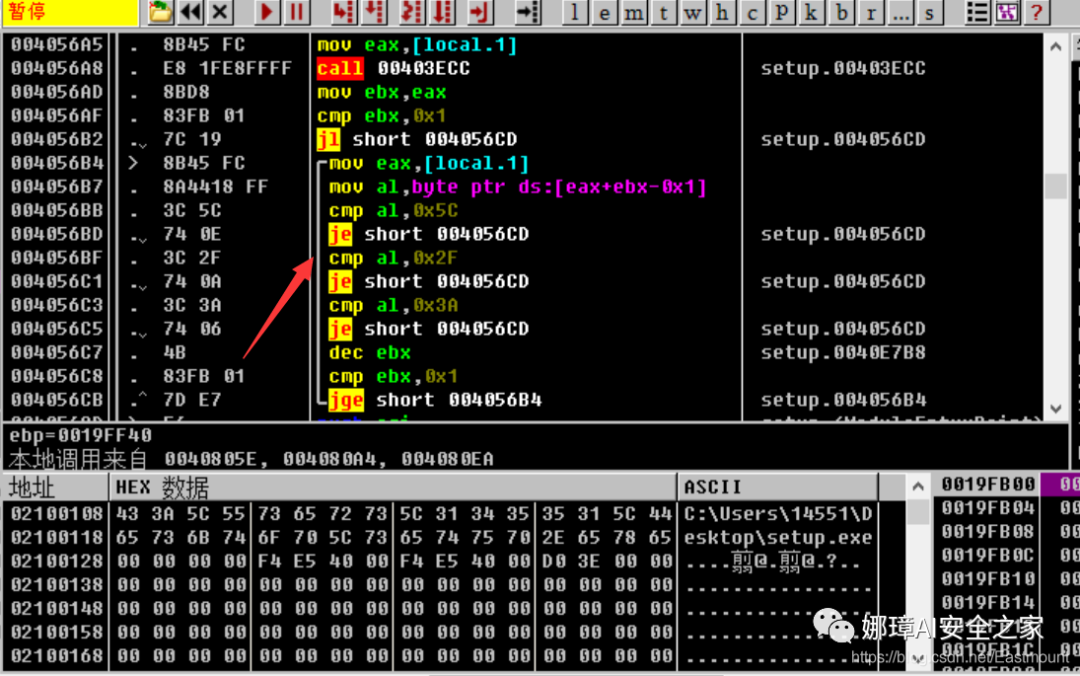 暂停 l e m t w h c P k b r ... s ?
004056A5 . 8B45 FC mov eax,[local.1]
004056A8 . E8 1FE8FFFF call 00403ECC setup.00403ECC
004056AD . 8BD8 mov ebx,eax
004056AF . 83FB 01 cmp ebx,0x1
004056B2 . 7C 19 jl short 004056CD setup.004056CD
004056B4 > 8B45 FC mov eax,[local.1]
004056B7 . 8A4418 FF mov al,byte ptr ds:[eax+ebx-0x1]
004056BB . 3C 5C cmp al,0x5C
004056BD . 74 0E je short 004056CD setup.004056CD
004056BF . 3C 2F cmp al,0x2F
004056C1 . 74 0A je short 004056CD setup.004056CD
004056C3 . 3C 3A cmp al,0x3A
004056C5 . 74 06 je short 004056CD setup.004056CD
004056C7 . 4B dec ebx setup.0040E7B8
004056C8 . 83FB 01 cmp ebx,0x1
004056CB .^ 7D E7 jge short 004056B4 setup.004056B4
ebp=0019FF40
本地调用来自 0040805E, 004080A4, 004080EA
地址 HEX 数据 ASCII 0019FB00 00
02100108 43 3A 5C 55 73 65 72 73 5C 31 34 35 35 31 5C 44 C:\Users\14551\D 0019FB04
02100118 65 73 6B 74 6F 70 5C 73 65 74 75 70 2E 65 78 65 esktop\setup.exe 0019FB08
02100128 00 00 00 00 F4 E5 40 00 F4 E5 40 00 D0 3E 00 00 ....翦@.翦@.?.. 0019FB0C
02100138 00 00 00 00 00 00 00 00 00 00 00 00 00 00 00 00 ................ 0019FB10
02100148 00 00 00 00 00 00 00 00 00 00 00 00 00 00 00 00 0019FB14
02100158 00 00 00 00 00 00 00 00 00 00 00 00 00 00 00 00
02100168 00 00 00 00 00 00 00 00 00 00 00 00 00 00 00 00 0019FB1C
娜璋AI安全之家
https://blog.csdn.net/Eastmount